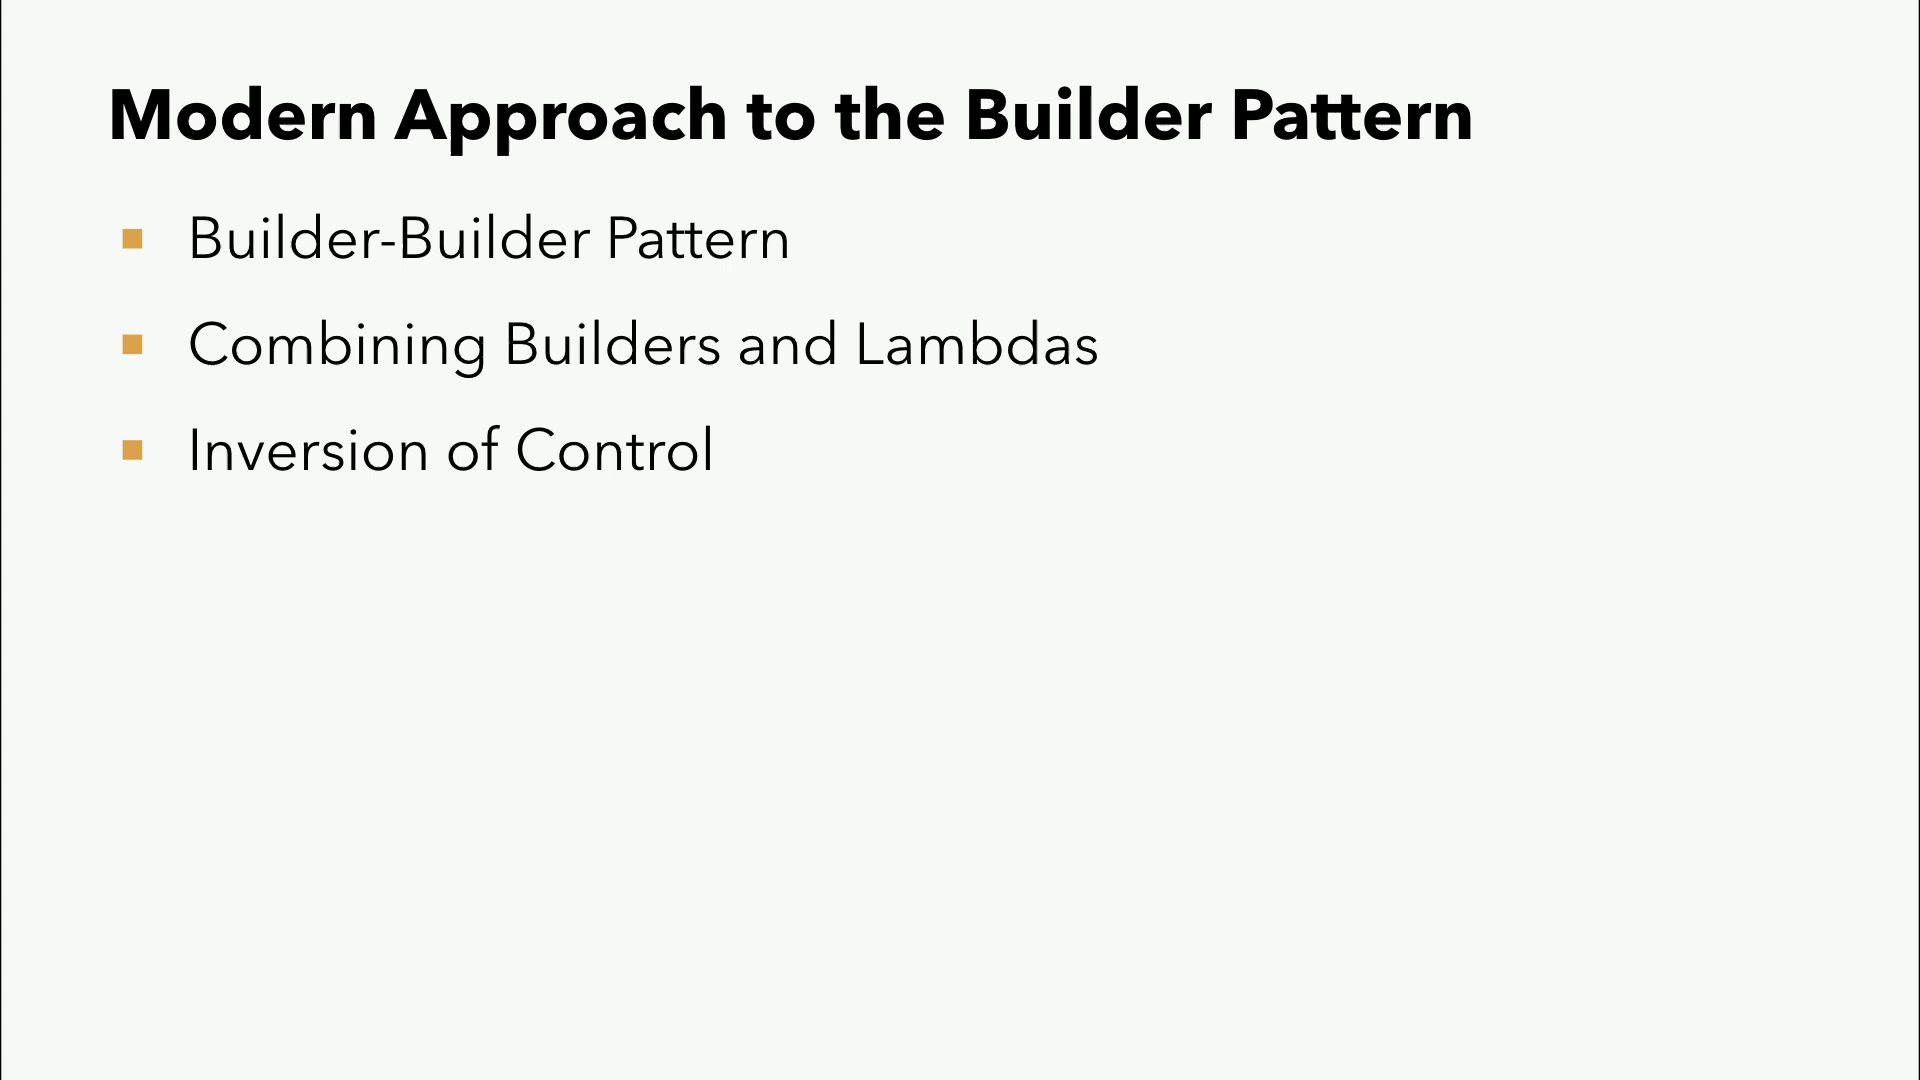 Modern Approach to the Builder Pattern
Builder-Builder Pattern
Combining Builders and Lambdas
Inversion of Control